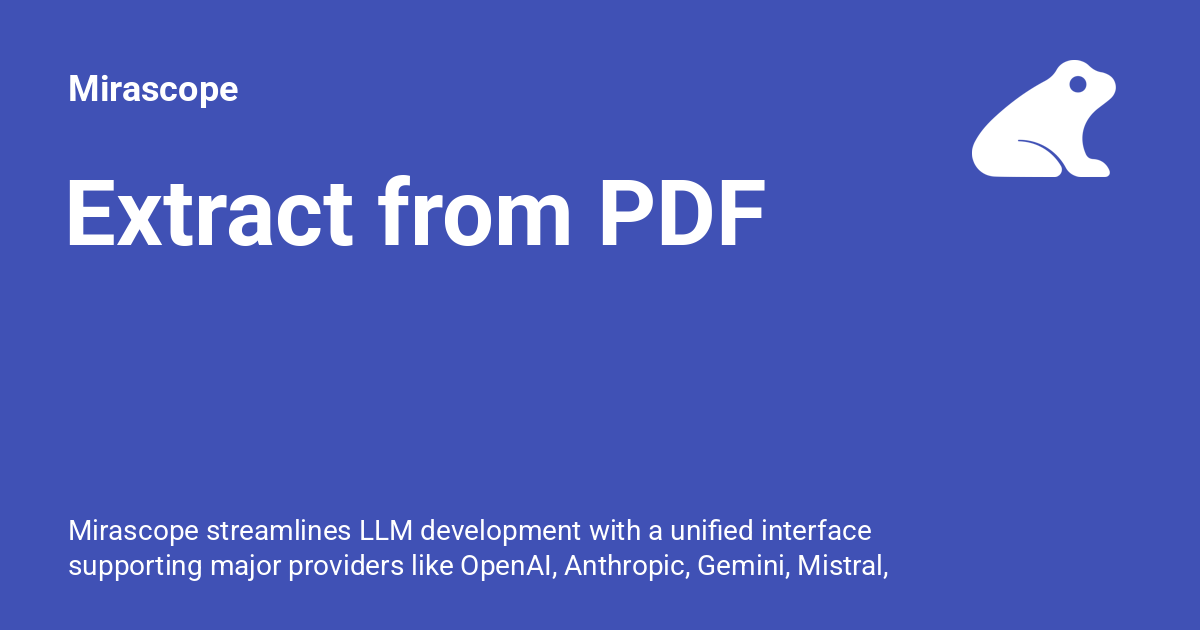 Mirascope
Extract from PDF
Mirascope streamlines LLM development with a unified interface
supporting major providers like OpenAI, Anthropic, Gemini, Mistral,